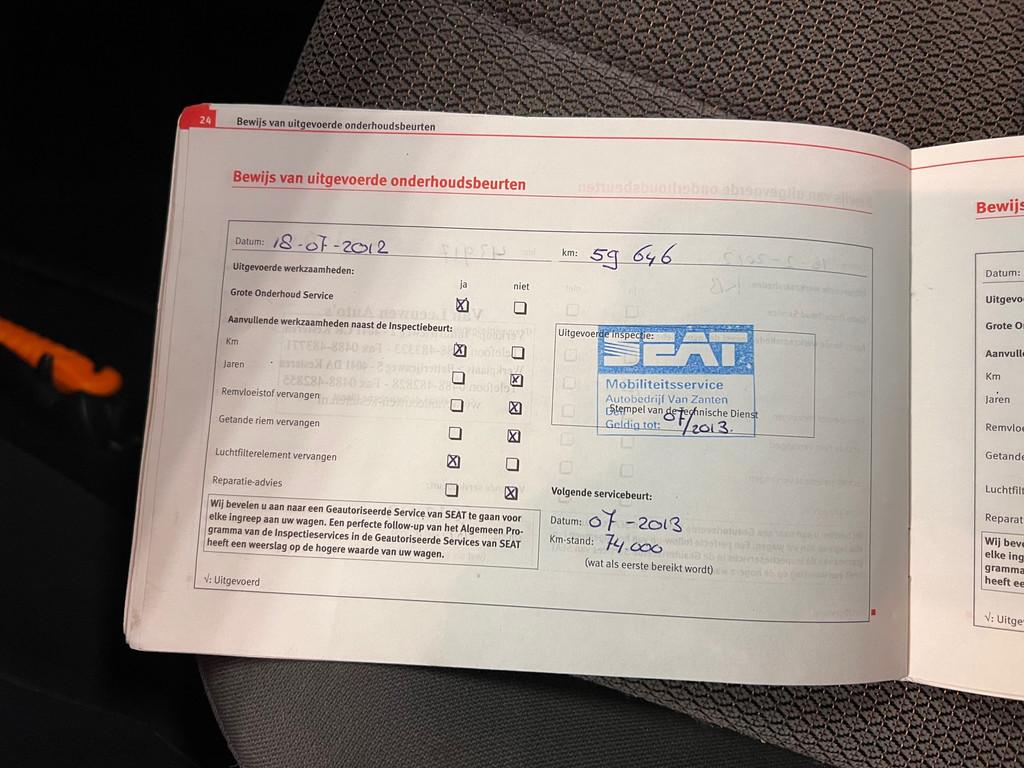 24 Bewijs van uitgevoerde onderhoudsbeurten
Bewijs van uitgevoerde onderhoudsbeurten
Datum: 18-07-2012 km: 59 646
Uitgevoerde werkzaamheden:
ja niet
Grote Onderhoud Service
Aanvullende werkzaamheden naast de Inspectiebeurt:
Km
Jaren
Remvloeistof vervangen
Getande riem vervangen
Luchtfilterelement vervangen
Reparatie-advies
Uitgevoerde inspectie:
SEAT
Mobiliteitsservice
Autobedrijf Van Zanten
Stempel van de Technische Dienst
Geldig tot: 07/2013.
Wij bevelen u aan naar een Geautoriseerde Service van SEAT te gaan voor
elke ingreep aan uw wagen. Een perfecte follow-up van het Algemeen Pro-
gramma van de Inspectieservices in de Geautoriseerde Services van SEAT
heeft een weerslag op de hogere waarde van uw wagen.
Volgende servicebeurt:
Datum: 07-2013
Km-stand: 74.000
(wat als eerste bereikt wordt)
√: Uitgevoerd
Bewijs
Datum:
Uitgevo
Grote O
Aanvulle
Km
Jaren
Remvloe
Getande
Luchtfilt
Reparat
Wij beve
elke ing
gramma
heeft ee
√: Uitge